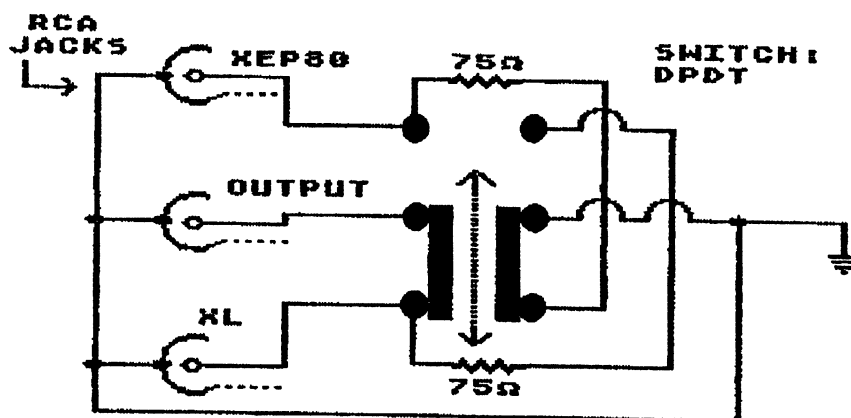 RCA
JACKS
XEP80
75Ω
SWITCH:
DPDT
OUTPUT
XL
75Ω